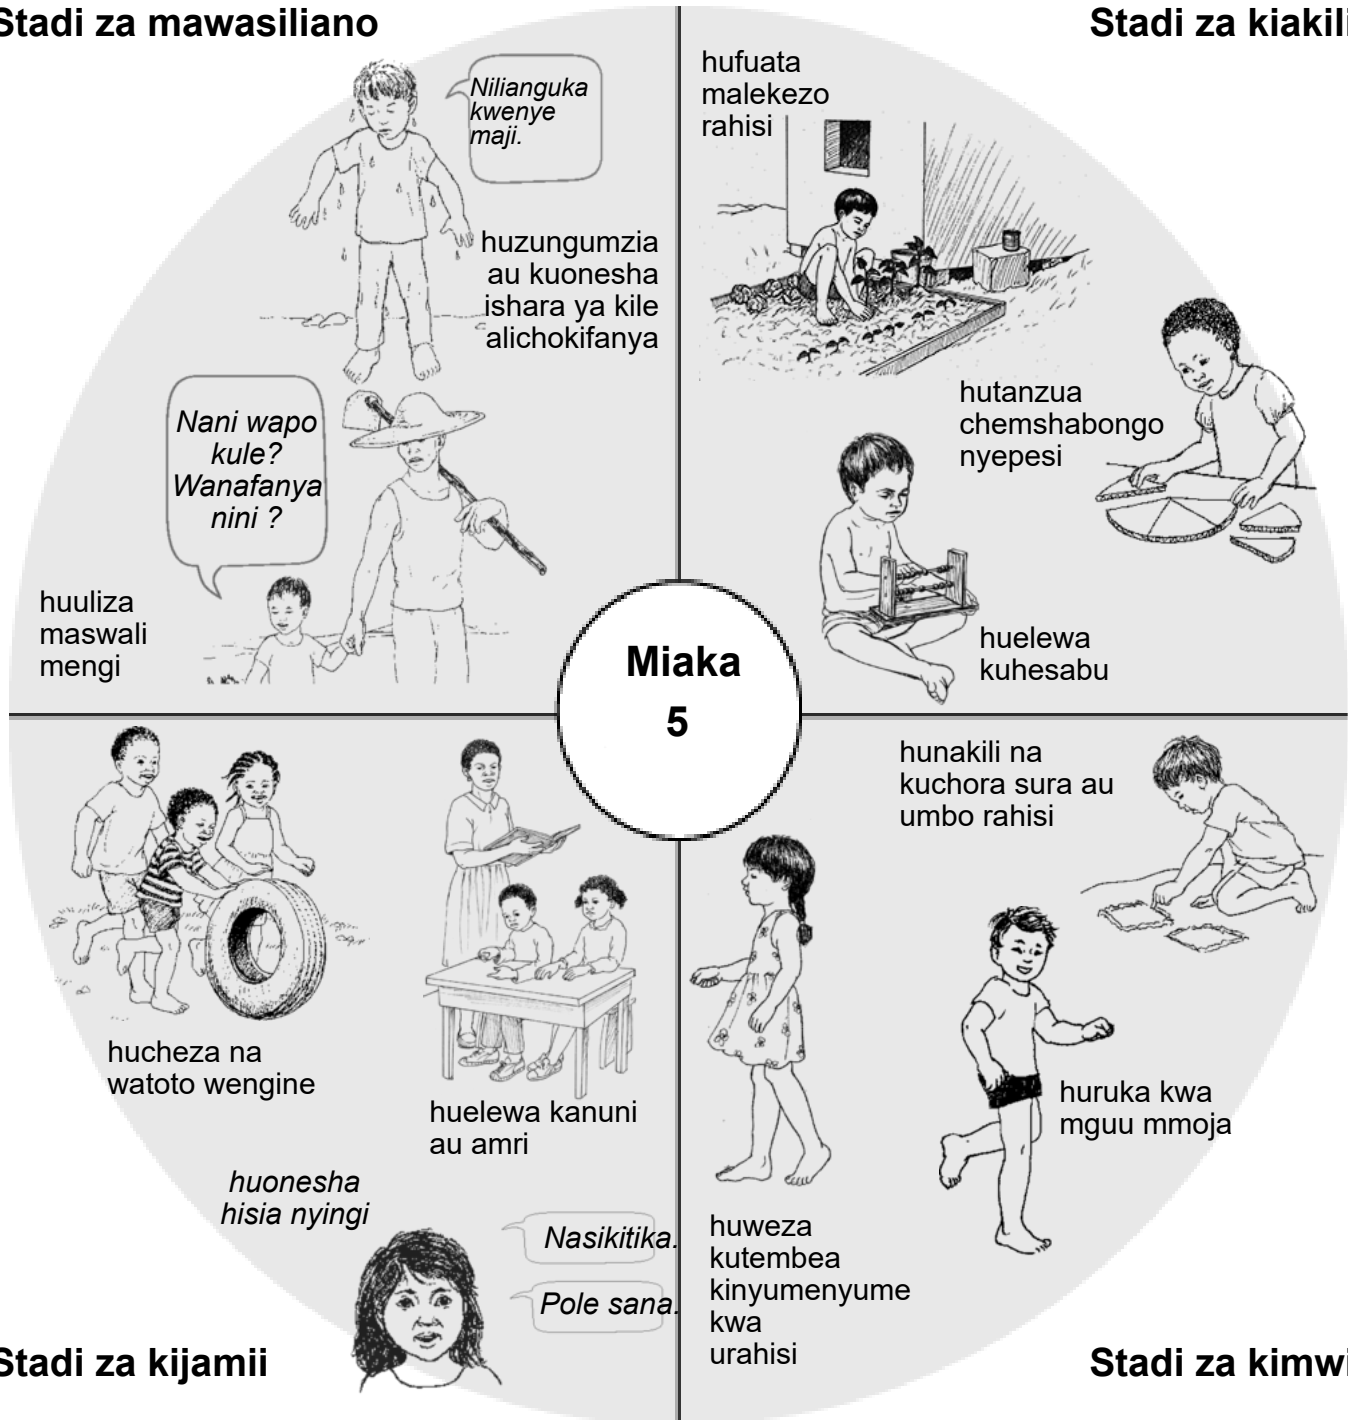 Stadi za mawasiliano
Nilianguka
kwenye
maji.
huzungumzia
au kuonesha
ishara ya kile
alichokifanya
Nani wapo
kule?
Wanafanya
nini ?
huuliza
maswali
mengi
Stadi za kiakili
hufuata
malekezo
rahisi
hutanzua
chemshabongo
nyepesi
huelewa
kuhesabu
Miaka
5
hucheza na
watoto wengine
huelewa kanuni
au amri
huonesha
hisia nyingi
Nasikitika.
Pole sana.
Stadi za kijamii
hunakili na
kuchora sura au
umbo rahisi
huruka kwa
mguu mmoja
huweza
kutembea
kinyumenyume
kwa
urahisi
Stadi za kimwi